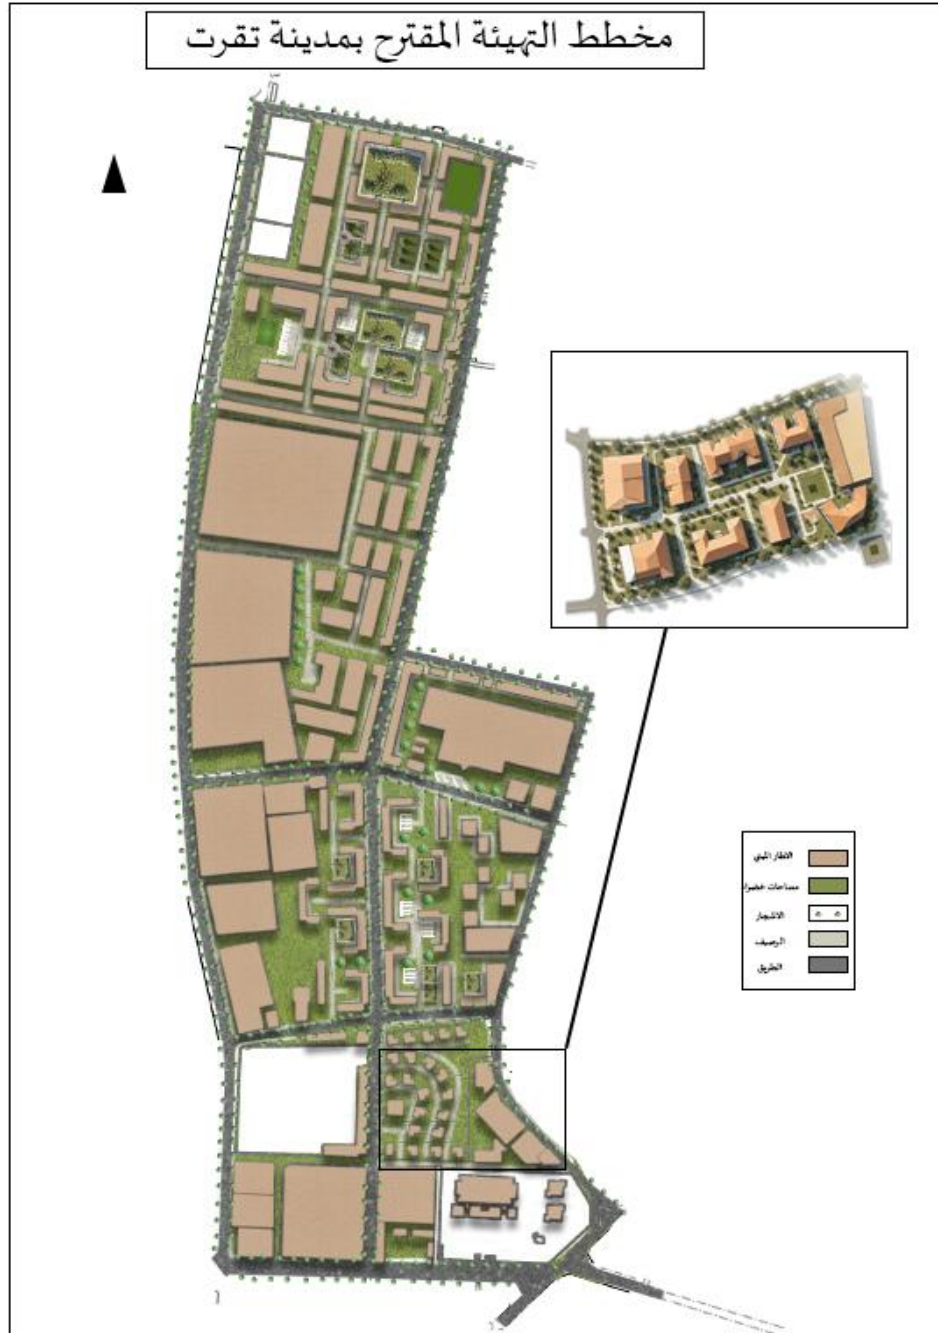 مخطط التهيئة المقترح بمدينة تقرت
الاطار المبني
مساحات خضراء
الاشجار
الرصيف
الطريق